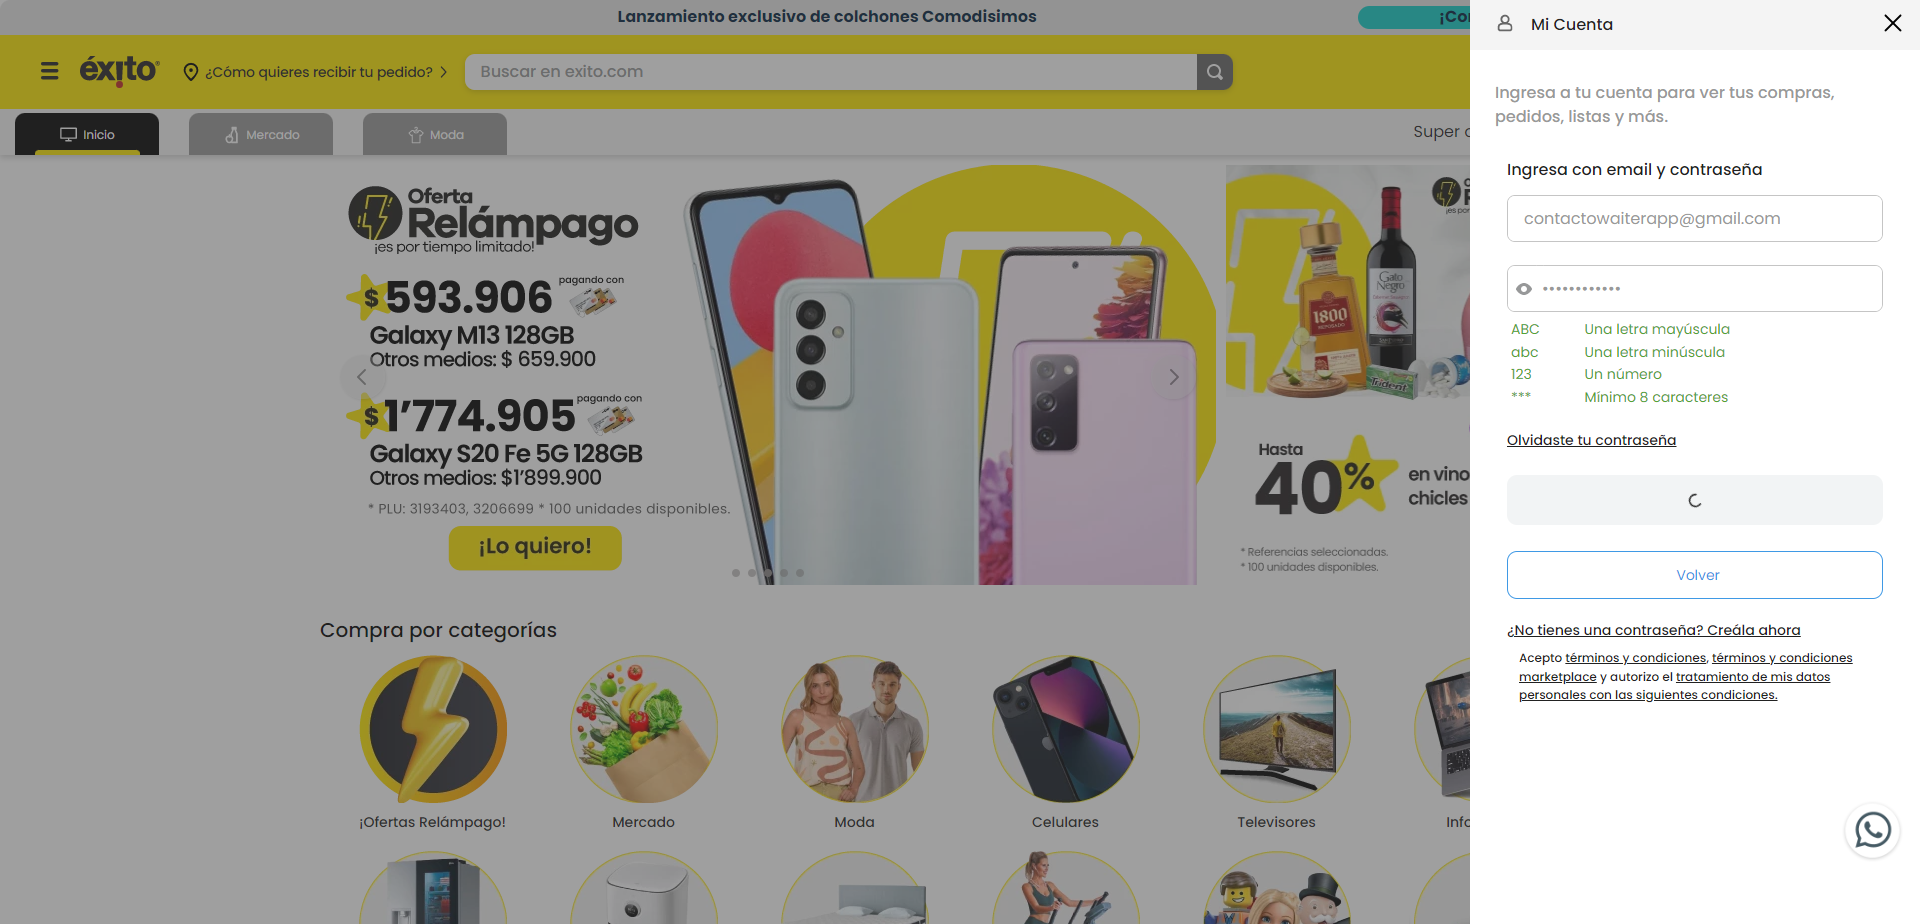 Lanzamiento exclusivo de colchones Comodisimos
éxito
¿Cómo quieres recibir tu pedido?
Buscar en exito.com
Inicio
Mercado
Moda
Super
Oferta
Relámpago
¡es por tiempo limitado!
$593.906 pagando con
Galaxy M13 128GB
Otros medios: $ 659.900
$1'774.905 pagando con
Galaxy S20 Fe 5G 128GB
Otros medios: $1'899.900
* PLU: 3193403, 3206699 * 100 unidades disponibles.
¡Lo quiero!
Gato
Negro
1800
Trident
Hasta
40%
en vino
chicles
* Referencias seleccionadas.
* 100 unidades disponibles.
Compra por categorías
¡Ofertas Relámpago!
Mercado
Moda
Celulares
Televisores
Mi Cuenta
Ingresa a tu cuenta para ver tus compras,
pedidos, listas y más.
Ingresa con email y contraseña
contactowaiterapp@gmail.com
••••••••••••
ABC Una letra mayúscula
abc Una letra minúscula
123 Un número
*** Mínimo 8 caracteres
Olvidaste tu contraseña
Volver
¿No tienes una contraseña? Creála ahora
Acepto términos y condiciones, términos y condiciones
marketplace y autorizo el tratamiento de mis datos
personales con las siguientes condiciones.